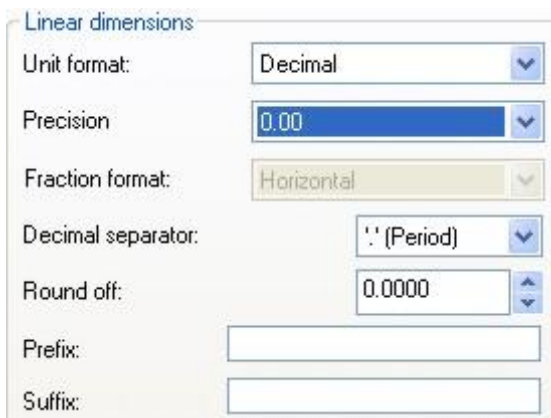 Linear dimensions
Unit format: Decimal
Precision 0.00
Fraction format: Horizontal
Decimal separator: '.' (Period)
Round off: 0.0000
Prefix:
Suffix: